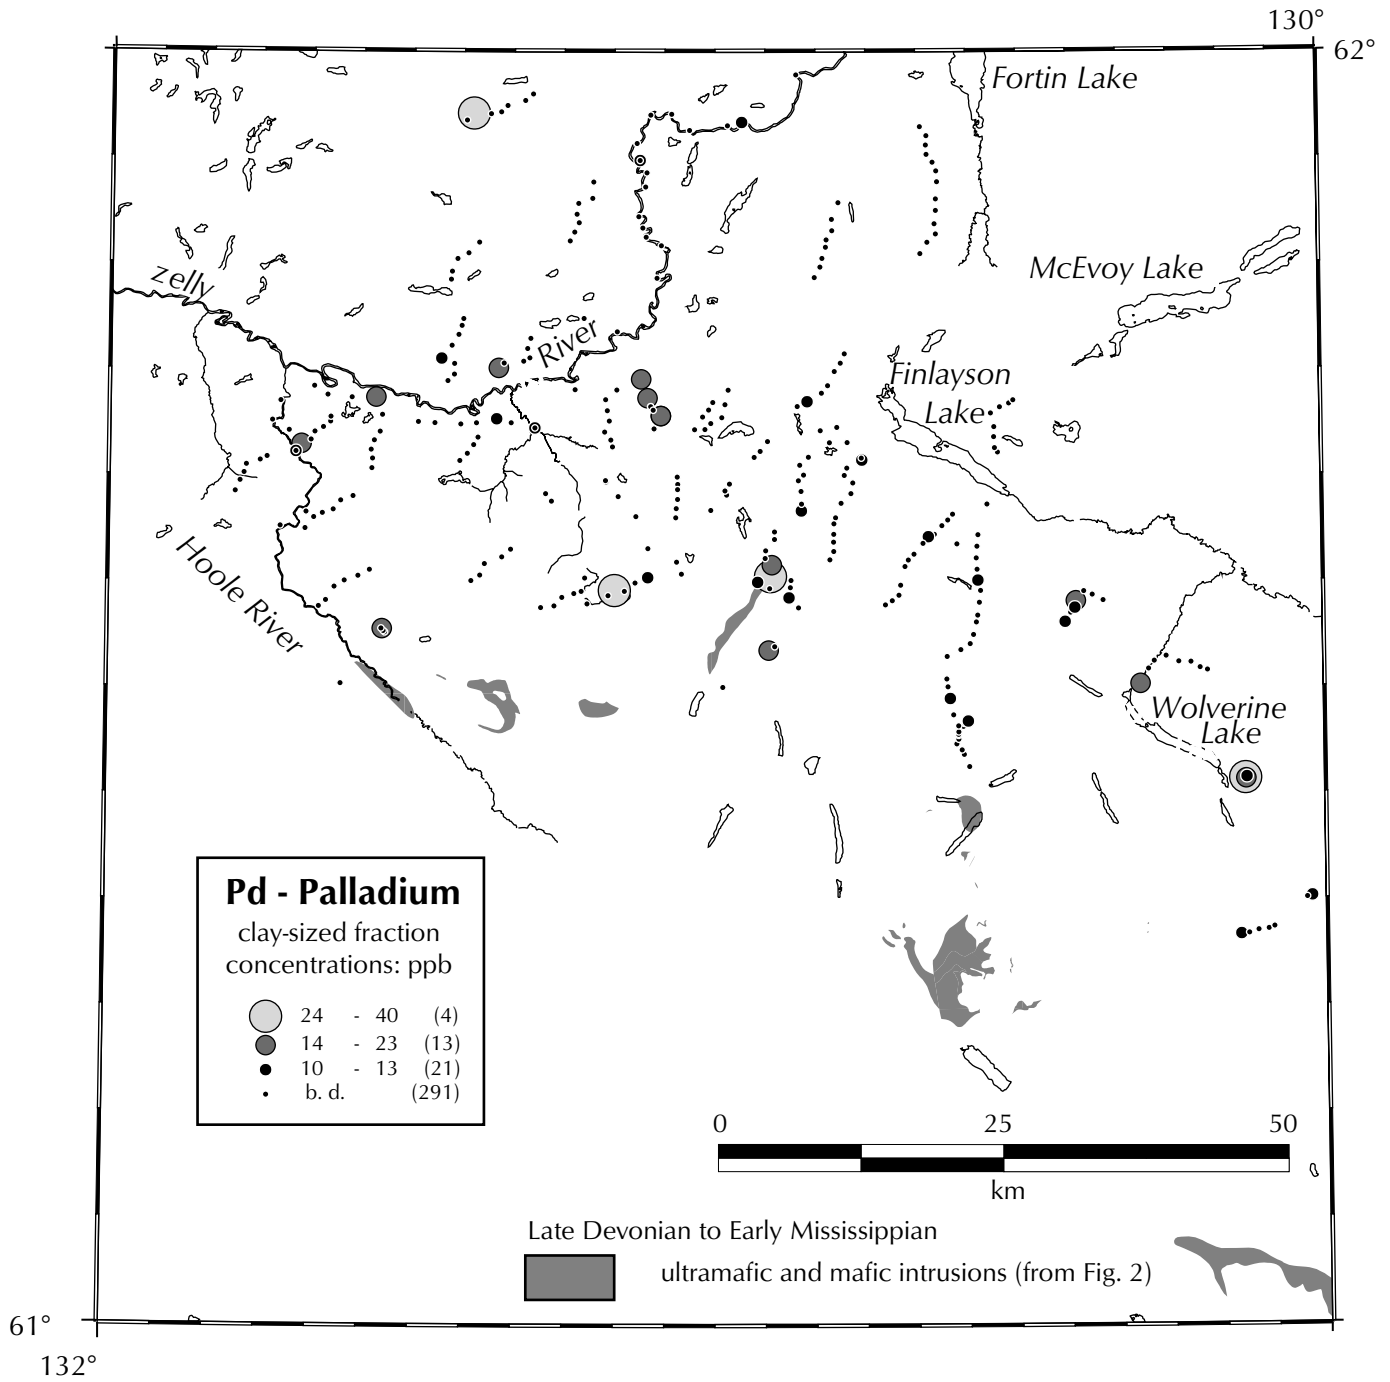 130°
62°
Fortin Lake
McEvoy Lake
zelly
River
Finlayson
Lake
Hoole River
Wolverine
Lake
Pd - Palladium
clay-sized fraction
concentrations: ppb
24 - 40 (4)
14 - 23 (13)
10 - 13 (21)
b. d. (291)
0 25 50
km
Late Devonian to Early Mississippian
ultramafic and mafic intrusions (from Fig. 2)
61°
132°